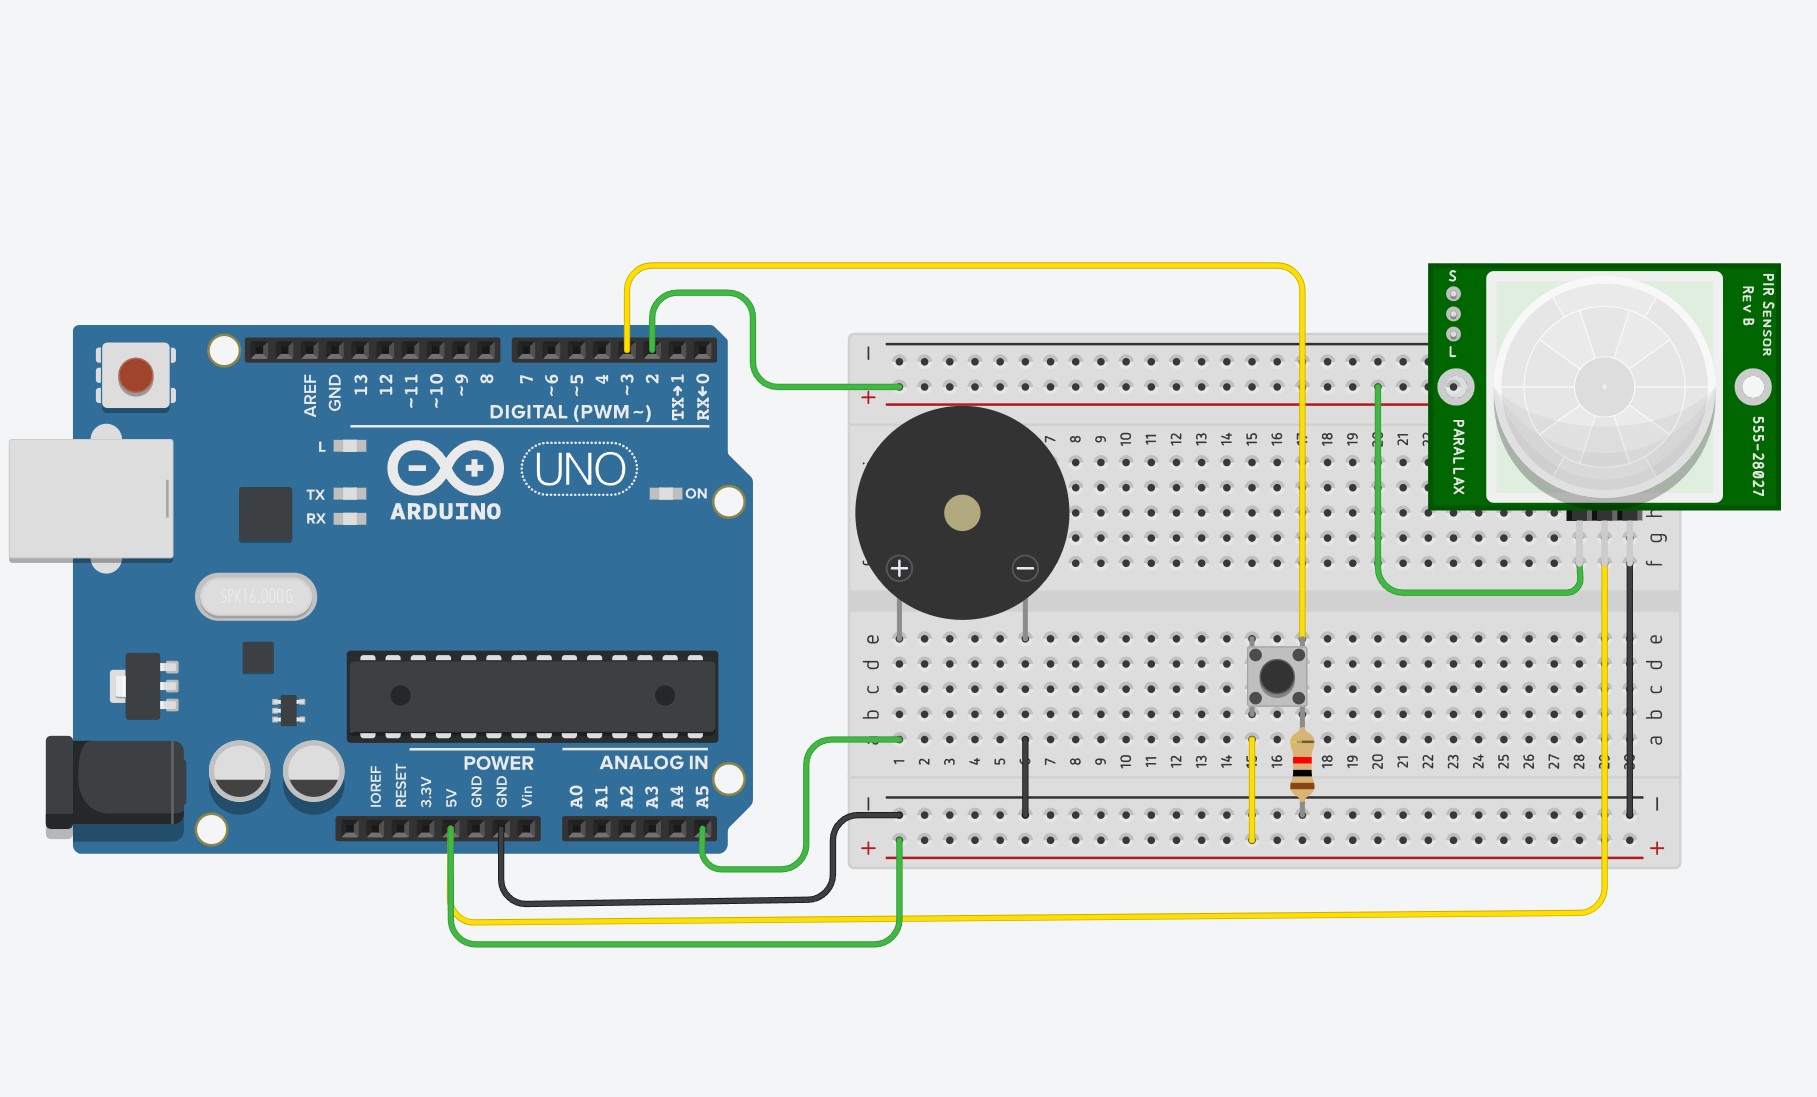 S
L
PARALLAX
PIR SENSOR
REV B
555-28027
AREF
GND
13
12
~11
~10
~9
8
7
~6
~5
4
~3
2
TX→1
RX←0
DIGITAL (PWM~)
L
TX
RX
UNO
ON
ARDUINO
SPK16.000G
POWER
ANALOG IN
IOREF
RESET
3.3V
5V
GND
GND
Vin
A0
A1
A2
A3
A4
A5
−
+
7 8 9 10 11 12 13 14 15 16 17 18 19 20 21 22
h
g
f
+ −
e e
d d
c c
b b
a a
1 2 3 4 5 6 7 8 9 10 11 12 13 14 15 16 18 19 20 21 22 23 24 25 26 27 28 29 30
− −
+ +